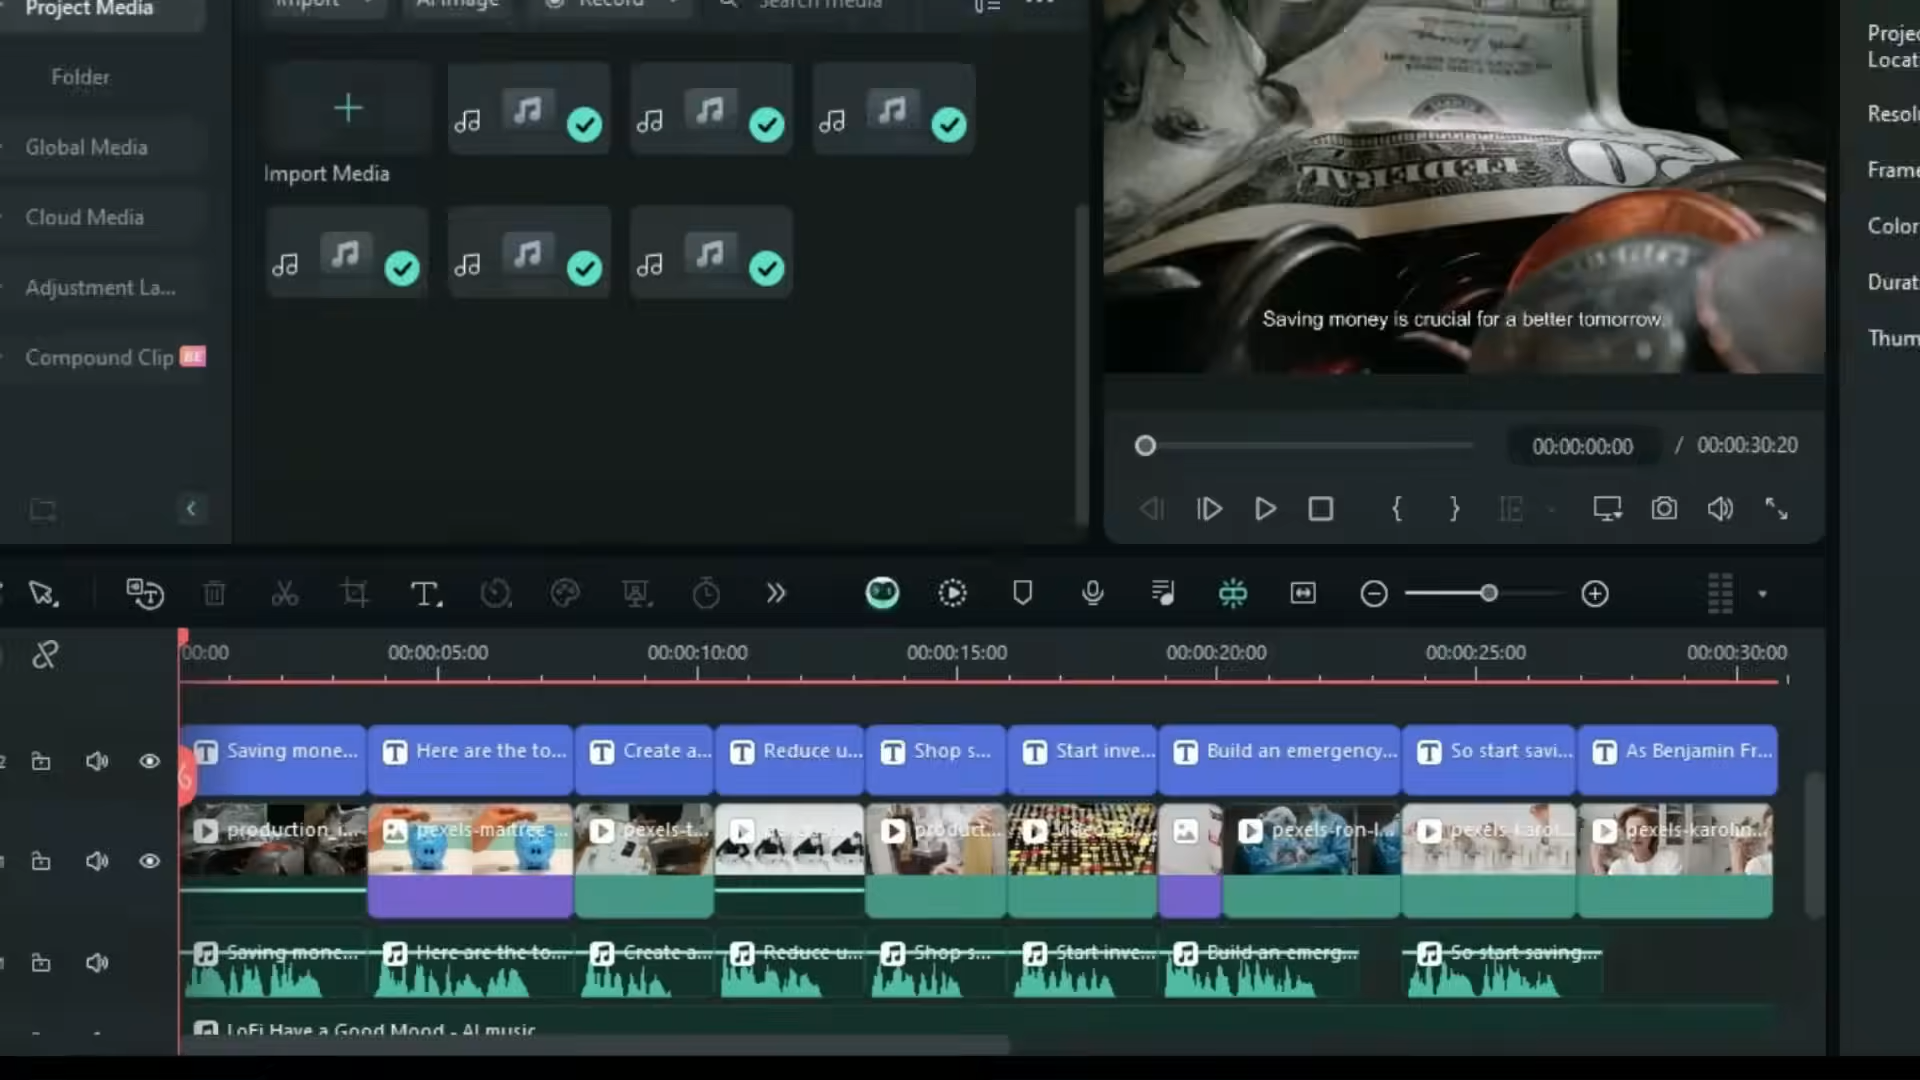 Project Media
Import
AI Image
Record
Search media
Folder
Global Media
Import Media
Cloud Media
Adjustment La...
Compound Clip
BE
FEDERAL
Saving money is crucial for a better tomorrow.
00:00:00:00 / 00:00:30:20
Projec
Locat
Resolu
Frame
Color
Durat
Thum
00:00 00:00:05:00 00:00:10:00 00:00:15:00 00:00:20:00 00:00:25:00 00:00:30:00
2 Saving mone... Here are the to... Create a... Reduce u... Shop s... Start inve... Build an emergency... So start savi... As Benjamin Fr...
production_i... pexels-maitree-... pexels-t... product... pexels-ron-l... pexels-karol... pexels-karolin...
Saving mone... Here are the to... Create a... Reduce u... Shop s... Start inve... Build an emerg... So start saving...
LoFi Have a Good Mood - AI music